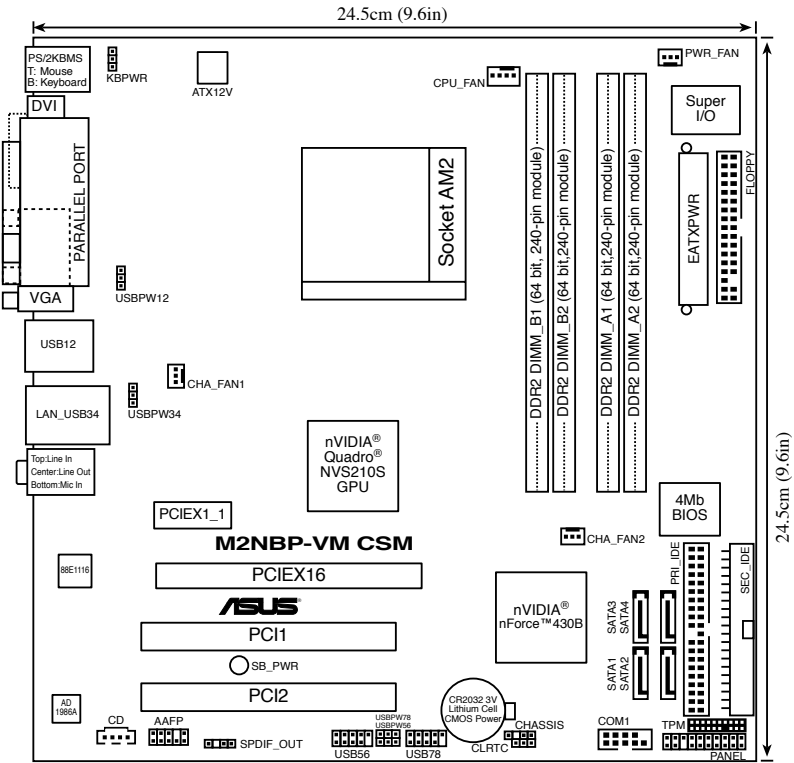 24.5cm (9.6in)
PS/2KBMS
T: Mouse
B: Keyboard
KBPWR
ATX12V
CPU_FAN
PWR_FAN
Super
I/O
DVI
PARALLEL PORT
Socket AM2
DDR2 DIMM_B1 (64 bit, 240-pin module)
DDR2 DIMM_B2 (64 bit,240-pin module)
DDR2 DIMM_A1 (64 bit,240-pin module)
DDR2 DIMM_A2 (64 bit,240-pin module)
EATXPWR
FLOPPY
VGA
USBPW12
USB12
CHA_FAN1
LAN_USB34
USBPW34
24.5cm (9.6in)
Top:Line In
Center:Line Out
Bottom:Mic In
nVIDIA®
Quadro®
NVS210S
GPU
PCIEX1_1
4Mb
BIOS
M2NBP-VM CSM
CHA_FAN2
PRI_IDE
SEC_IDE
88E1116
PCIEX16
ASUS
nVIDIA®
nForce™430B
SATA3
SATA4
PCI1
SB_PWR
SATA1
SATA2
PCI2
AD
1986A
CR2032 3V
Lithium Cell
CMOS Power
CD
AAFP
SPDIF_OUT
USBPW78
USBPW56
USB56
USB78
CHASSIS
CLRTC
COM1
TPM
PANEL